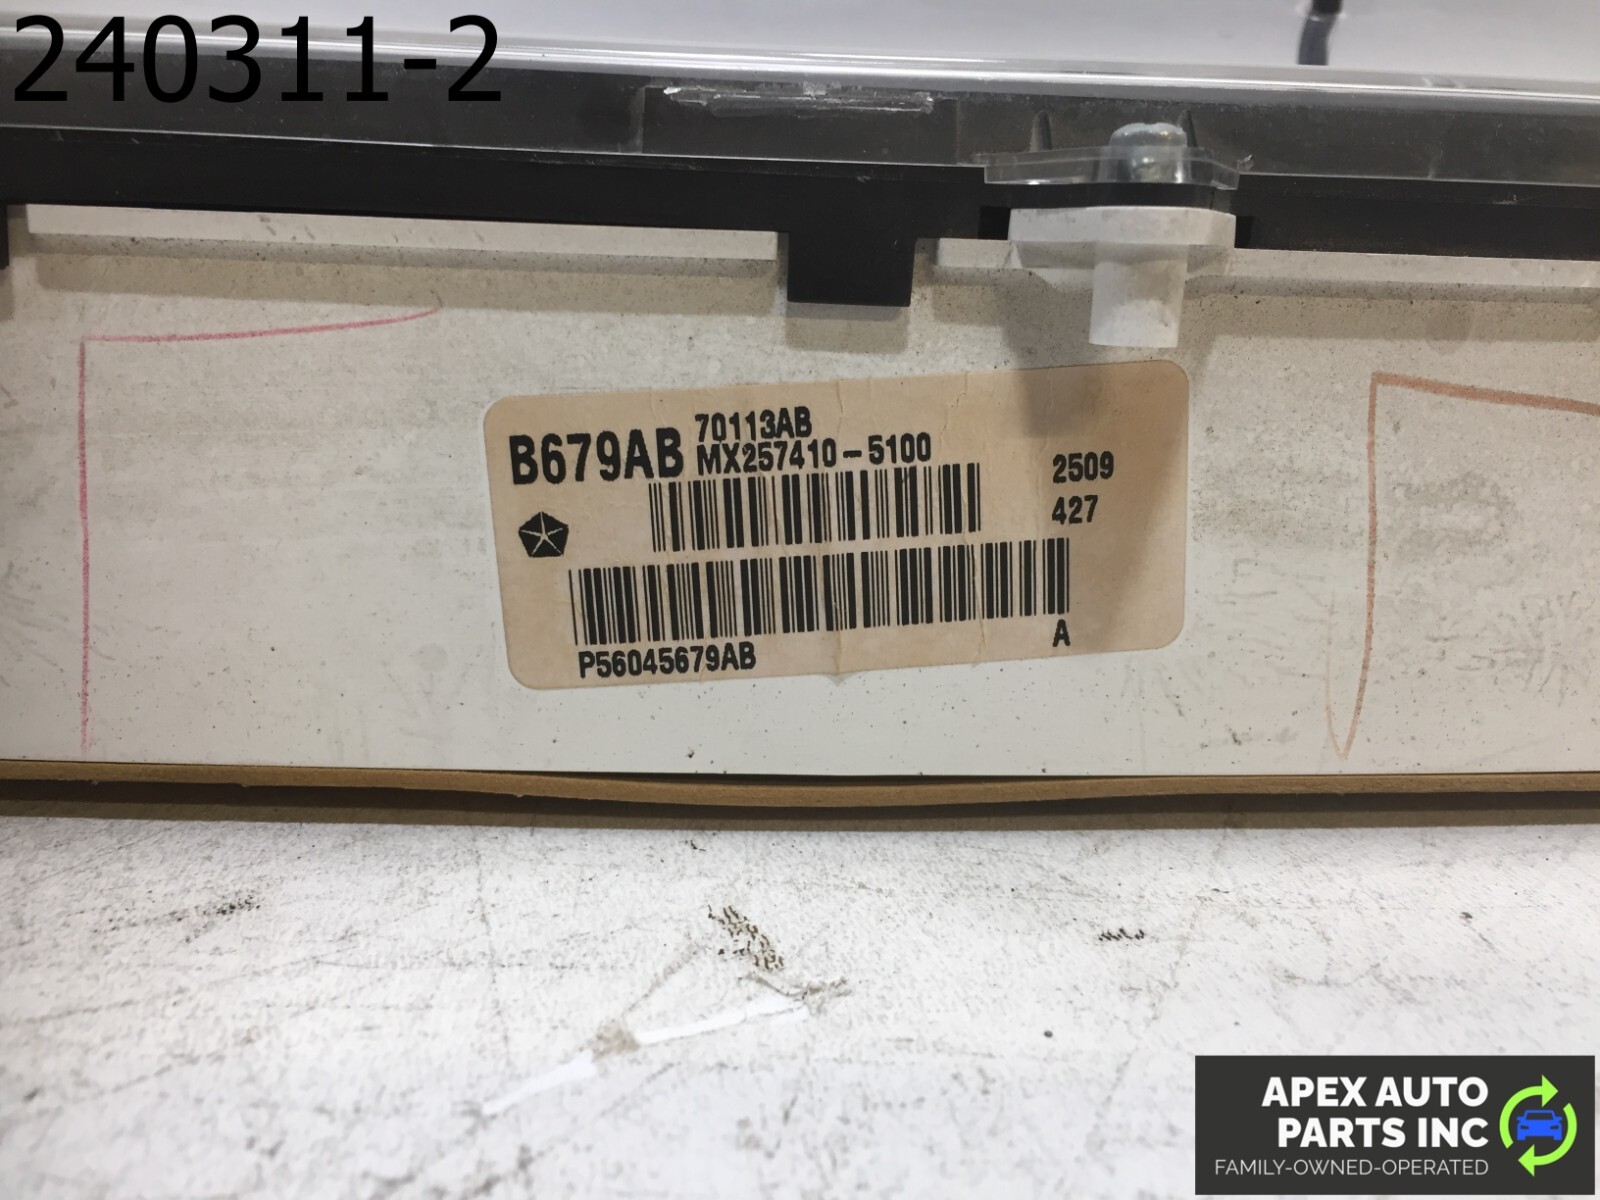 240311-2
B679AB
70113AB
MX257410-5100
2509
427
A
P56045679AB
APEX AUTO
PARTS INC
FAMILY-OWNED-OPERATED